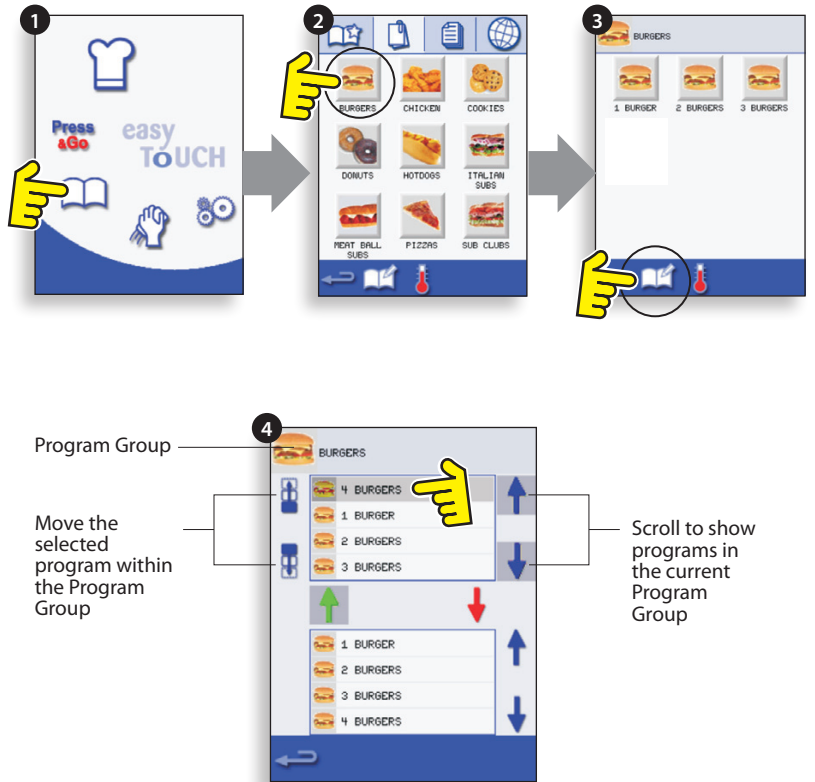 1
Press
&Go
easy
ToUCH
2
BURGERS
CHICKEN
COOKIES
DONUTS
HOTDOGS
ITALIAN
SUBS
MEAT BALL
SUBS
PIZZAS
SUB CLUBS
3
BURGERS
1 BURGER
2 BURGERS
3 BURGERS
4
BURGERS
Program Group
Move the
selected
program within
the Program
Group
4 BURGERS
1 BURGER
2 BURGERS
3 BURGERS
1 BURGER
2 BURGERS
3 BURGERS
4 BURGERS
Scroll to show
programs in
the current
Program
Group